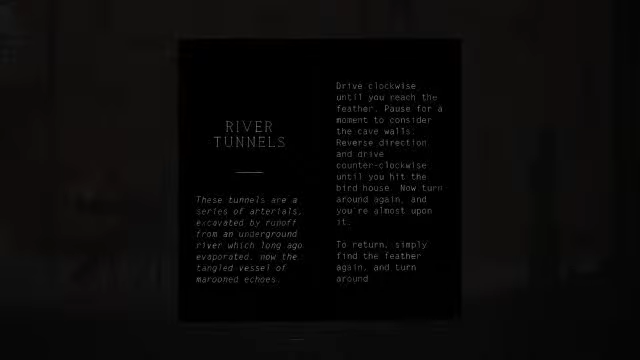 RIVER
TUNNELS
These tunnels are a
series of arterials,
excavated by runoff
from an underground
river which long ago
evaporated. now the
tangled vessel of
marooned echoes.
Drive clockwise
until you reach the
feather. Pause for a
moment to consider
the cave walls.
Reverse direction
and drive
counter-clockwise
until you hit the
bird house. Now turn
around again, and
you're almost upon
it.
To return, simply
find the feather
again, and turn
around